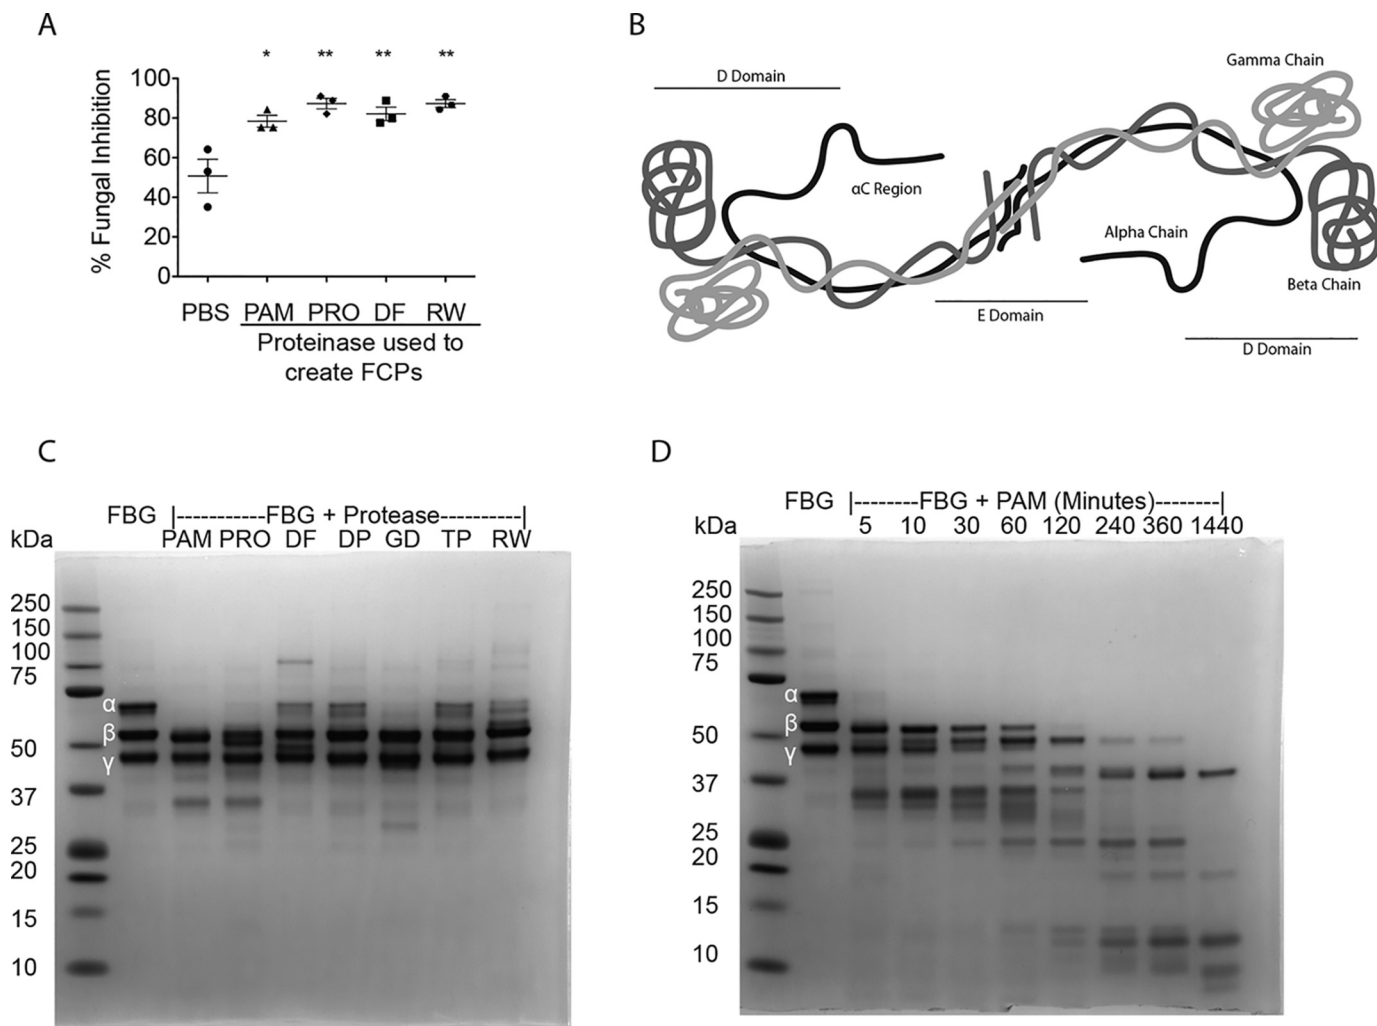 A
* ** ** **
% Fungal Inhibition
100
80
60
40
20
0
PBS PAM PRO DF RW
Proteinase used to
create FCPs
B
D Domain
Gamma Chain
αC Region
Alpha Chain
Beta Chain
E Domain
D Domain
C
FBG |-----------FBG + Protease----------|
kDa PAM PRO DF DP GD TP RW
250
150
100
75
α
β
50
γ
37
25
20
15
10
D
FBG |--------FBG + PAM (Minutes)--------|
kDa 5 10 30 60 120 240 360 1440
250
150
100
75
α
β
50
γ
37
25
20
15
10